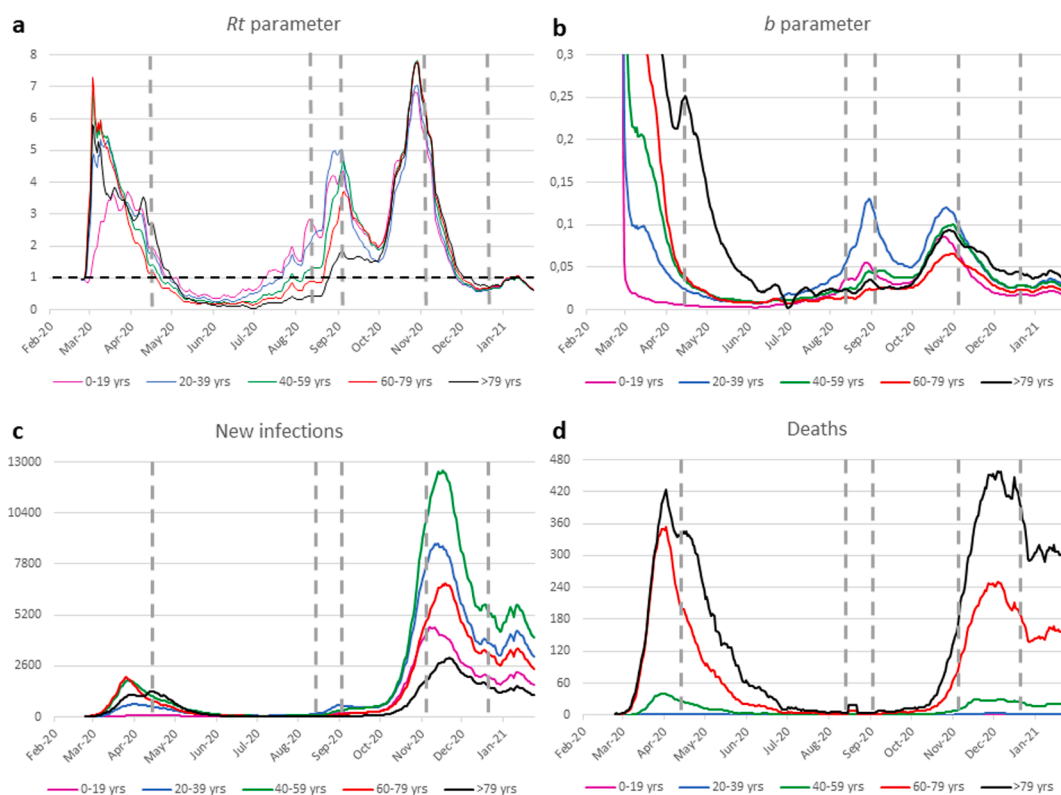 a
Rt parameter
8
7
6
5
4
3
2
1
0
Feb-20
Mar-20
Apr-20
May-20
Jun-20
Jul-20
Aug-20
Sep-20
Oct-20
Nov-20
Dec-20
Jan-21
0-19 yrs
20-39 yrs
40-59 yrs
60-79 yrs
>79 yrs
b
b parameter
0,3
0,25
0,2
0,15
0,1
0,05
0
Feb-20
Mar-20
Apr-20
May-20
Jun-20
Jul-20
Aug-20
Sep-20
Oct-20
Nov-20
Dec-20
Jan-21
0-19 yrs
20-39 yrs
40-59 yrs
60-79 yrs
>79 yrs
c
New infections
13000
10400
7800
5200
2600
0
Feb-20
Mar-20
Apr-20
May-20
Jun-20
Jul-20
Aug-20
Sep-20
Oct-20
Nov-20
Dec-20
Jan-21
0-19 yrs
20-39 yrs
40-59 yrs
60-79 yrs
>79 yrs
d
Deaths
480
420
360
300
240
180
120
60
0
Feb-20
Mar-20
Apr-20
May-20
Jun-20
Jul-20
Aug-20
Sep-20
Oct-20
Nov-20
Dec-20
Jan-21
0-19 yrs
20-39 yrs
40-59 yrs
60-79 yrs
>79 yrs